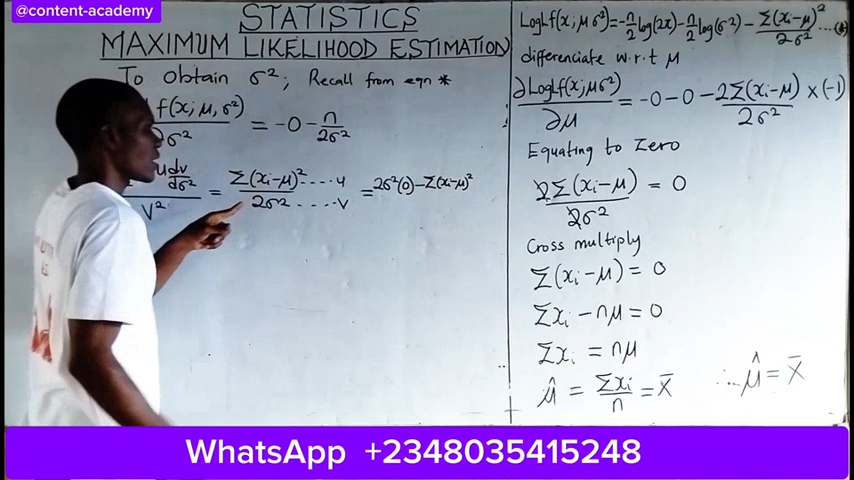 @content-academy
STATISTICS
MAXIMUM LIKELIHOOD ESTIMATION
To Obtain σ²; Recall from eqn *
f(x; μ, σ²)
∂σ² = -0 - n/2σ²
u dv/dσ²
V² = Σ(xi-μ)² ---- u / 2σ² ---- v = 2σ²(0) - Σ(xi-μ)²
LogLf(x; μ σ²) = -n/2 log(2x) - n/2 log(σ²) - Σ(xi-μ)²/2σ² ...(*)
differenciate w.r.t μ
∂LogLf(x; μσ²)/∂μ = -0-0 - 2Σ(xi-μ)/2σ² × (-1)
Equating to Zero
2Σ(xi-μ)/2σ² = 0
Cross multiply
Σ(xi-μ) = 0
Σxi - nμ = 0
Σxi = nμ
μ̂ = Σxi/n = x̄ ∴ μ̂ = x̄
WhatsApp +2348035415248